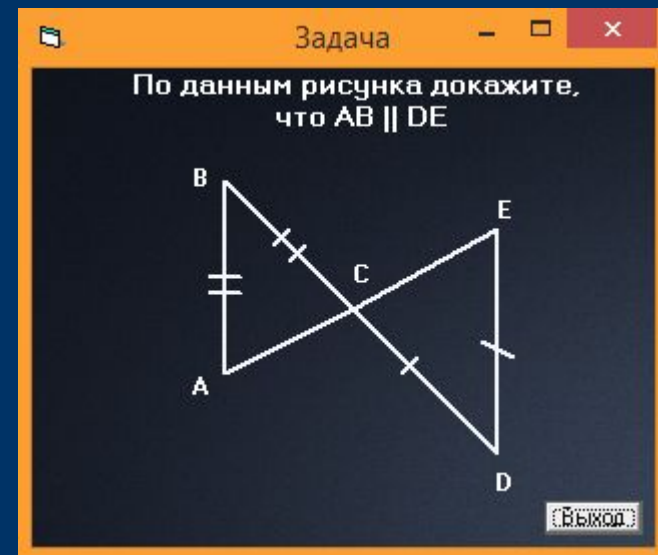 Задача
По данным рисунка докажите,
что AB || DE
B
E
C
A
D
Выход